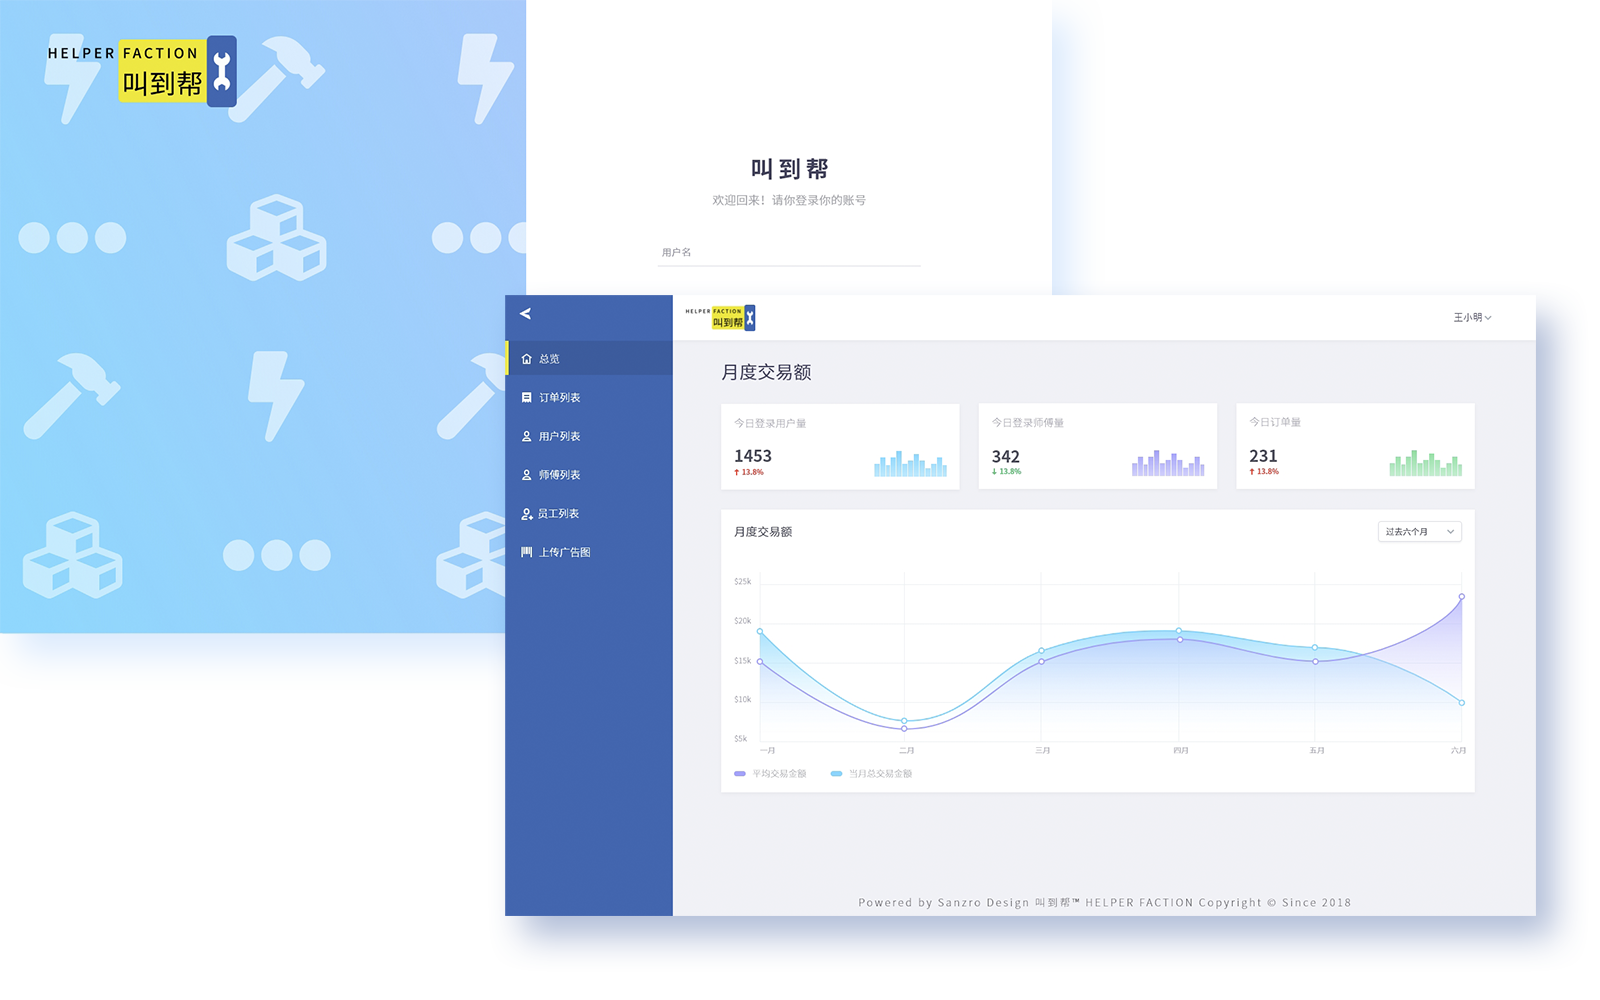 HELPER FACTION
叫到帮
叫到帮
欢迎回来！请你登录你的账号
用户名
HELPER FACTION
叫到帮
王小明
总览
订单列表
用户列表
师傅列表
员工列表
上传广告图
月度交易额
今日登录用户量
1453
13.8%
今日登录师傅量
342
13.8%
今日订单量
231
13.8%
月度交易额
过去六个月
$25k
$20k
$15k
$10k
$5k
一月 二月 三月 四月 五月 六月
平均交易金额 当月总交易金额
Powered by Sanzro Design 叫到帮™ HELPER FACTION Copyright © Since 2018